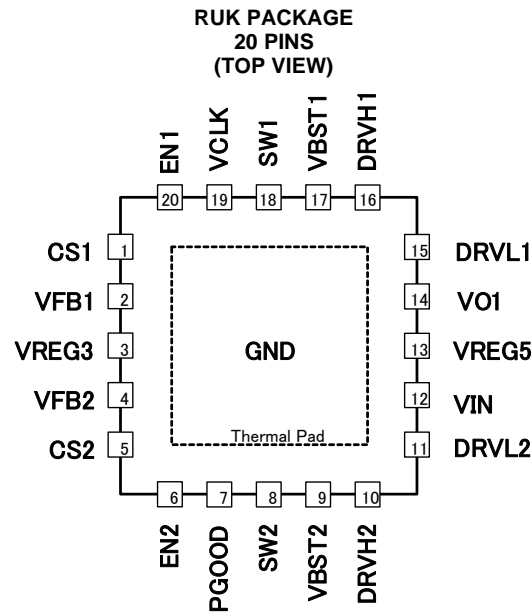 RUK PACKAGE
20 PINS
(TOP VIEW)
EN1
VCLK
SW1
VBST1
DRVH1
20
19
18
17
16
CS1 1
VFB1 2
VREG3 3
VFB2 4
CS2 5
GND
Thermal Pad
15 DRVL1
14 VO1
13 VREG5
12 VIN
11 DRVL2
6
7
8
9
10
EN2
PGOOD
SW2
VBST2
DRVH2